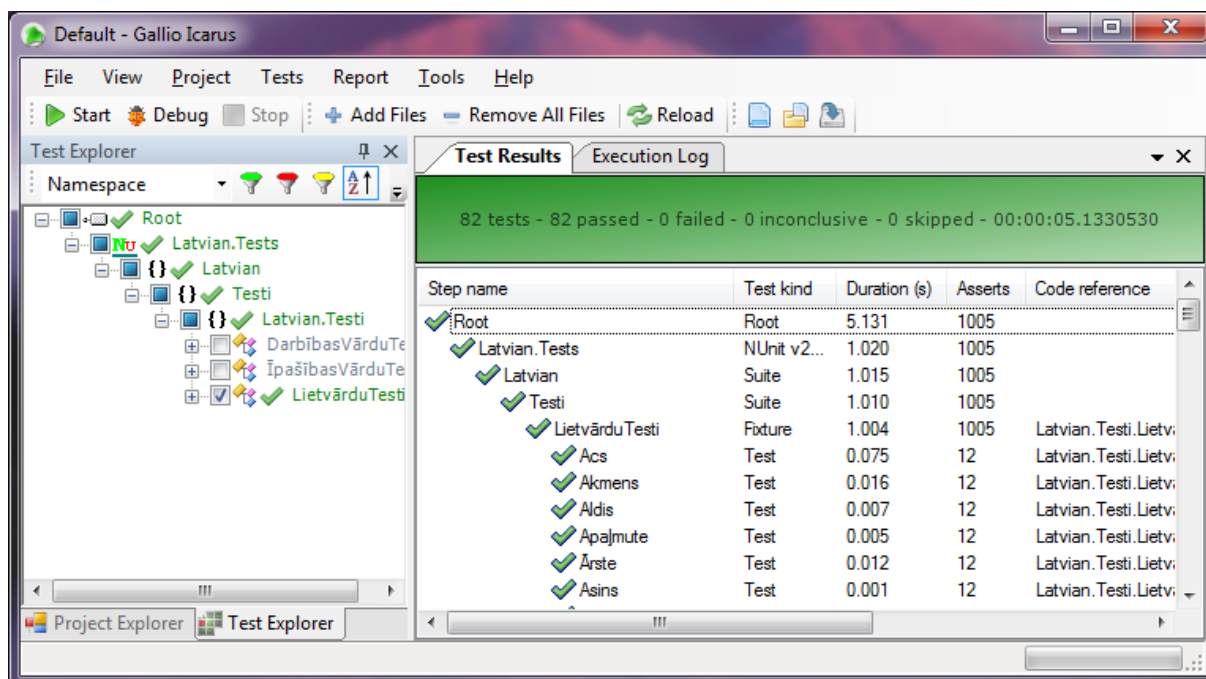 Default - Gallio Icarus
File View Project Tests Report Tools Help
Start Debug Stop Add Files Remove All Files Reload
Test Explorer
Namespace
Root
Latvian.Tests
Latvian
Testi
Latvian.Testi
DarbībasVārduTe
ĪpašībasVārduTe
LietvārduTesti
Project Explorer Test Explorer
Test Results Execution Log
82 tests - 82 passed - 0 failed - 0 inconclusive - 0 skipped - 00:00:05.1330530
Step name Test kind Duration (s) Asserts Code reference
Root Root 5.131 1005
Latvian.Tests NUnit v2... 1.020 1005
Latvian Suite 1.015 1005
Testi Suite 1.010 1005
LietvārduTesti Fixture 1.004 1005 Latvian.Testi.Lietv
Acs Test 0.075 12 Latvian.Testi.Lietv
Akmens Test 0.016 12 Latvian.Testi.Lietv
Aldis Test 0.007 12 Latvian.Testi.Lietv
Apaļmute Test 0.005 12 Latvian.Testi.Lietv
Ārste Test 0.012 12 Latvian.Testi.Lietv
Asins Test 0.001 12 Latvian.Testi.Lietv